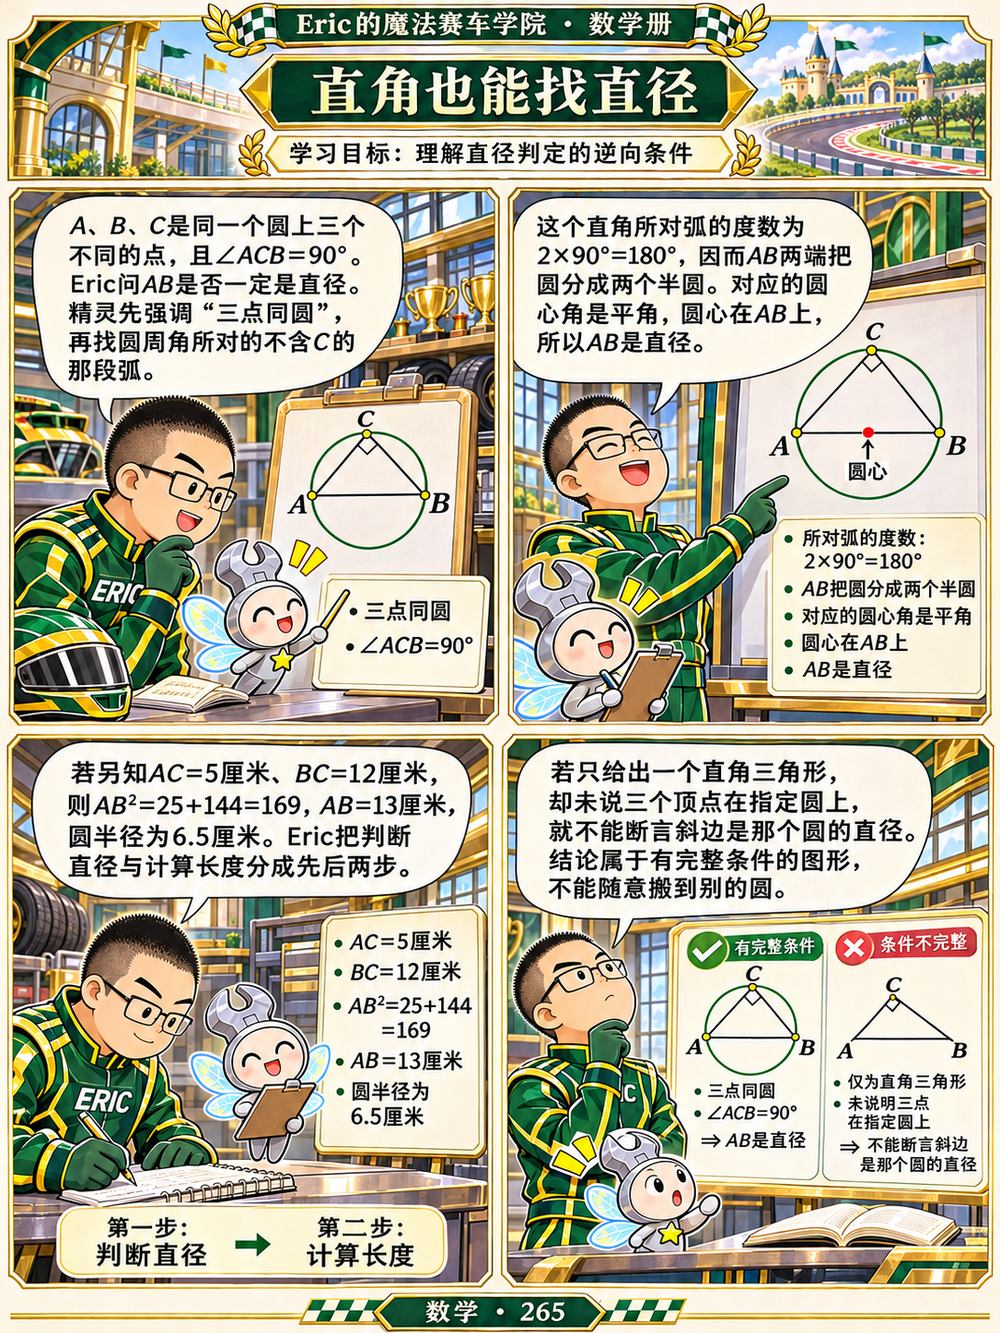 Eric的魔法赛车学院 · 数学册
直角也能找直径
学习目标：理解直径判定的逆向条件
A、B、C是同一个圆上三个
不同的点，且∠ACB＝90°。
Eric问AB是否一定是直径。
精灵先强调“三点同圆”，
再找圆周角所对的不含C的
那段弧。
C
A
B
ERIC
• 三点同圆
• ∠ACB＝90°
这个直角所对弧的度数为
2×90°=180°，因而AB两端把
圆分成两个半圆。对应的圆
心角是平角，圆心在AB上，
所以AB是直径。
C
A
B
圆心
• 所对弧的度数：
2×90°=180°
• AB把圆分成两个半圆
• 对应的圆心角是平角
• 圆心在AB上
• AB是直径
若另知AC＝5厘米、BC＝12厘米，
则AB²＝25+144＝169，AB＝13厘米，
圆半径为6.5厘米。Eric把判断
直径与计算长度分成先后两步。
ERIC
• AC＝5厘米
• BC＝12厘米
• AB²＝25+144
＝169
• AB＝13厘米
• 圆半径为
6.5厘米
第一步：
判断直径
→
第二步：
计算长度
若只给出一个直角三角形，
却未说三个顶点在指定圆上，
就不能断言斜边是那个圆的直径。
结论属于有完整条件的图形，
不能随意搬到别的圆。
C
有完整条件
C
A
B
• 三点同圆
• ∠ACB＝90°
⇒ AB是直径
条件不完整
C
A
B
• 仅为直角三角形
• 未说明三点
在指定圆上
⇒ 不能断言斜边
是那个圆的直径
数学 · 265